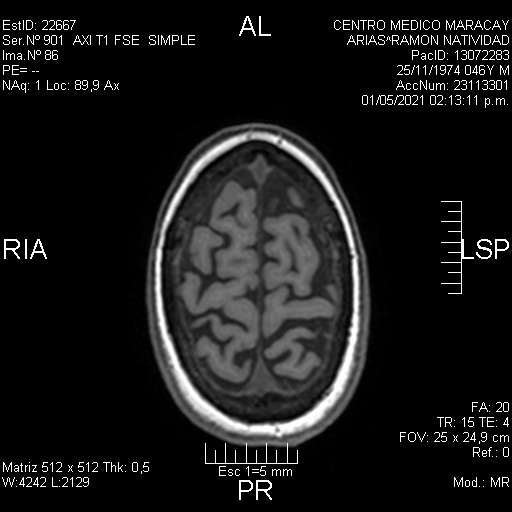 EstID: 22667
Ser.Nº 901 AXI T1 FSE SIMPLE
Ima.Nº 86
PE= --
NAq: 1 Loc: 89,9 Ax
AL
CENTRO MEDICO MARACAY
ARIAS^RAMON NATIVIDAD
PacID: 13072283
25/11/1974 046Y M
AccNum: 23113301
01/05/2021 02:13:11 p.m.
RIA
LSP
FA: 20
TR: 15 TE: 4
FOV: 25 x 24,9 cm
Ref.: 0
Matriz 512 x 512 Thk: 0,5
W:4242 L:2129
Esc 1=5 mm
PR
Mod.: MR